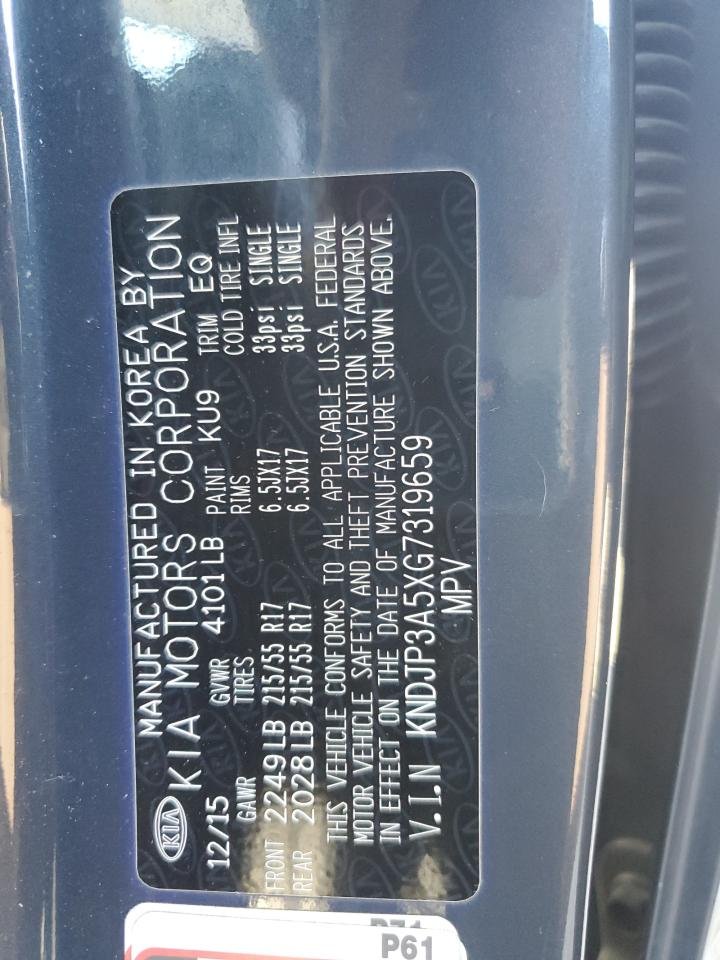 MANUFACTURED IN KOREA BY
KIA KIA MOTORS CORPORATION
12/15 GVWR 4101LB PAINT KU9 TRIM EQ
GAWR TIRES RIMS COLD TIRE INFL
FRONT 2249LB 215/55 R17 6.5JX17 33psi SINGLE
REAR 2028LB 215/55 R17 6.5JX17 33psi SINGLE
THIS VEHICLE CONFORMS TO ALL APPLICABLE U.S.A. FEDERAL
MOTOR VEHICLE SAFETY AND THEFT PREVENTION STANDARDS
IN EFFECT ON THE DATE OF MANUFACTURE SHOWN ABOVE.
V.I.N KNDJP3A5XG7319659
MPV
P61